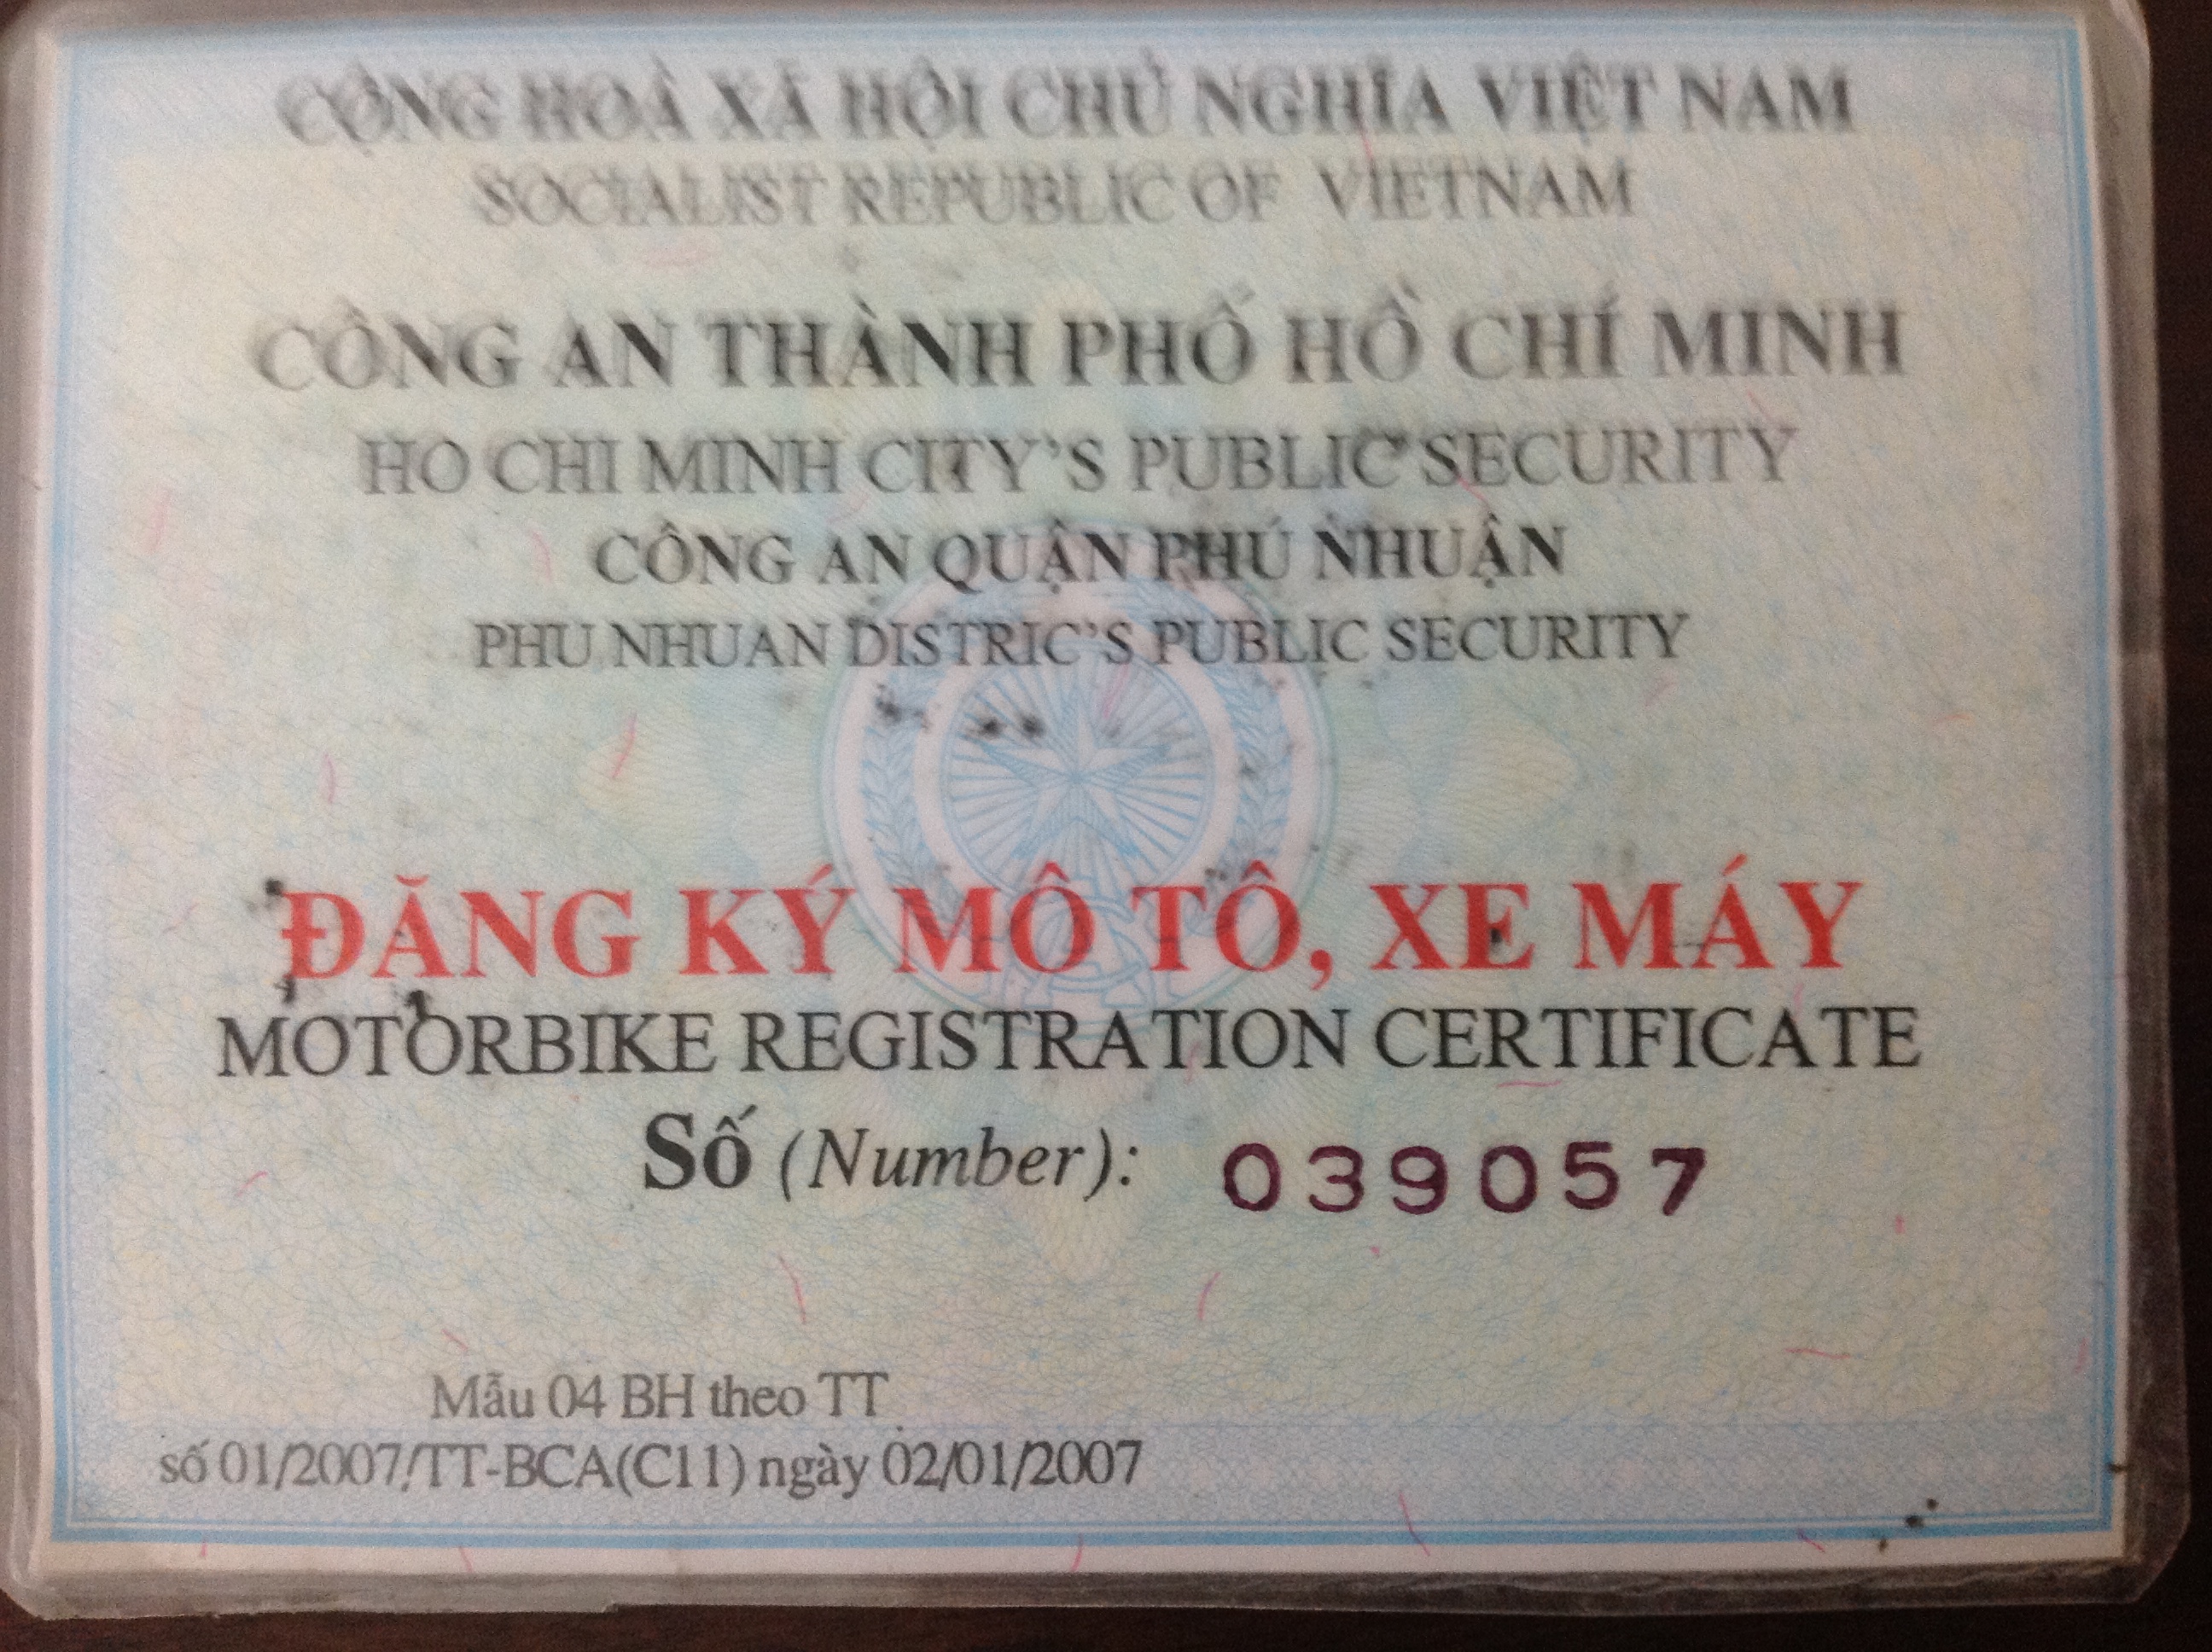 CỘNG HOÀ XÃ HỘI CHỦ NGHĨA VIỆT NAM
SOCIALIST REPUBLIC OF VIETNAM
CÔNG AN THÀNH PHỐ HỒ CHÍ MINH
HO CHI MINH CITY'S PUBLIC SECURITY
CÔNG AN QUẬN PHÚ NHUẬN
PHU NHUAN DISTRIC'S PUBLIC SECURITY
ĐĂNG KÝ MÔ TÔ, XE MÁY
MOTORBIKE REGISTRATION CERTIFICATE
Số (Number): 039057
Mẫu 04 BH theo TT
số 01/2007/TT-BCA(C11) ngày 02/01/2007